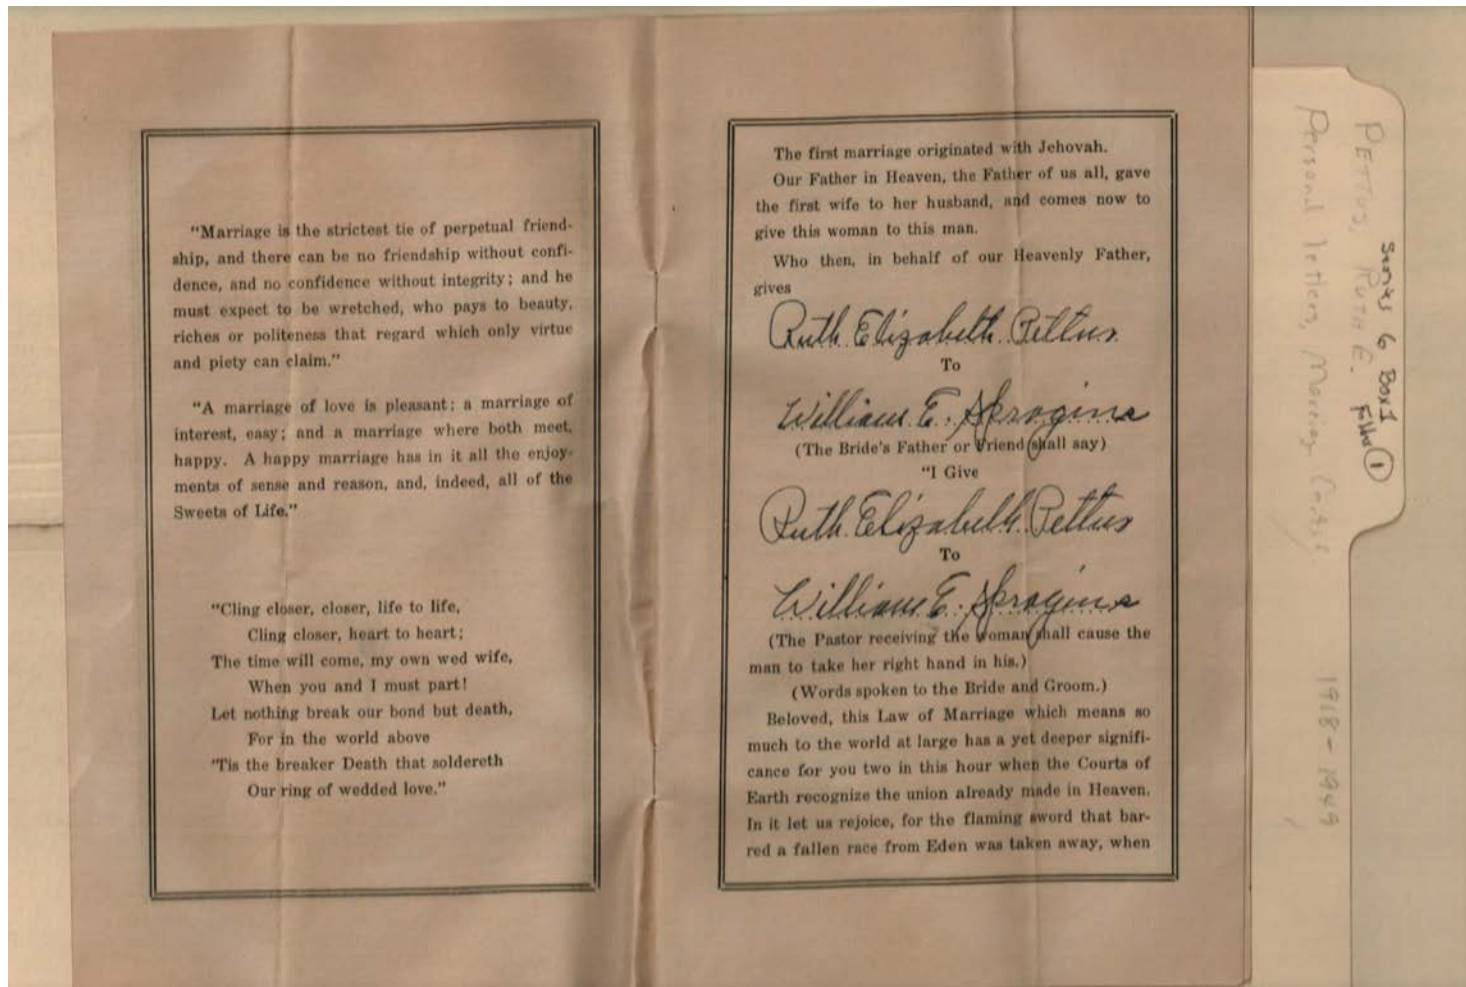 "Marriage is the strictest tie of perpetual friend-
ship, and there can be no friendship without confi-
dence, and no confidence without integrity; and he
must expect to be wretched, who pays to beauty,
riches or politeness that regard which only virtue
and piety can claim."
"A marriage of love is pleasant; a marriage of
interest, easy; and a marriage where both meet,
happy. A happy marriage has in it all the enjoy-
ments of sense and reason, and, indeed, all of the
Sweets of Life."
"Cling closer, closer, life to life,
Cling closer, heart to heart;
The time will come, my own wed wife,
When you and I must part!
Let nothing break our bond but death,
For in the world above
'Tis the breaker Death that soldereth
Our ring of wedded love."
The first marriage originated with Jehovah.
Our Father in Heaven, the Father of us all, gave
the first wife to her husband, and comes now to
give this woman to this man.
Who then, in behalf of our Heavenly Father,
gives
Ruth Elizabeth Pettus
To
William E. Spragins
(The Bride's Father or Friend shall say)
"I Give
Ruth Elizabeth Pettus
To
William E. Spragins
(The Pastor receiving the woman shall cause the
man to take her right hand in his.)
(Words spoken to the Bride and Groom.)
Beloved, this Law of Marriage which means so
much to the world at large has a yet deeper signifi-
cance for you two in this hour when the Courts of
Earth recognize the union already made in Heaven.
In it let us rejoice, for the flaming sword that bar-
red a fallen race from Eden was taken away, when
Series 6 Box 1
Folder 1
PETTUS, RUTH E.
Personal letters, Marriage Certif.
1918-1949